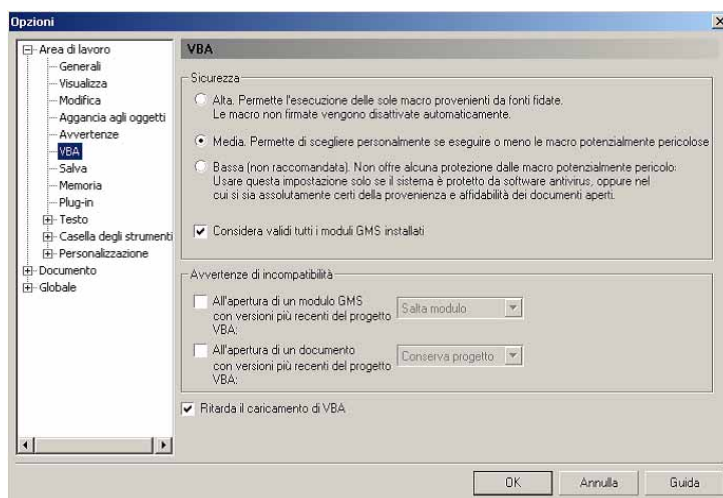 Opzioni
Area di lavoro
Generali
Visualizza
Modifica
Aggancia agli oggetti
Avvertenze
VBA
Salva
Memoria
Plug-in
Testo
Casella degli strumenti
Personalizzazione
Documento
Globale
VBA
Sicurezza
Alta. Permette l'esecuzione delle sole macro provenienti da fonti fidate.
Le macro non firmate vengono disattivate automaticamente.
Media. Permette di scegliere personalmente se eseguire o meno le macro potenzialmente pericolose
Bassa (non raccomandata). Non offre alcuna protezione dalle macro potenzialmente pericolo:
Usare questa impostazione solo se il sistema è protetto da software antivirus, oppure nel
cui si sia assolutamente certi della provenienza e affidabilità dei documenti aperti.
Considera validi tutti i moduli GMS installati
Avvertenze di incompatibilità
All'apertura di un modulo GMS
con versioni più recenti del progetto
VBA:
Salta modulo
All'apertura di un documento
con versioni più recenti del progetto
VBA:
Conserva progetto
Ritarda il caricamento di VBA
OK
Annulla
Guida